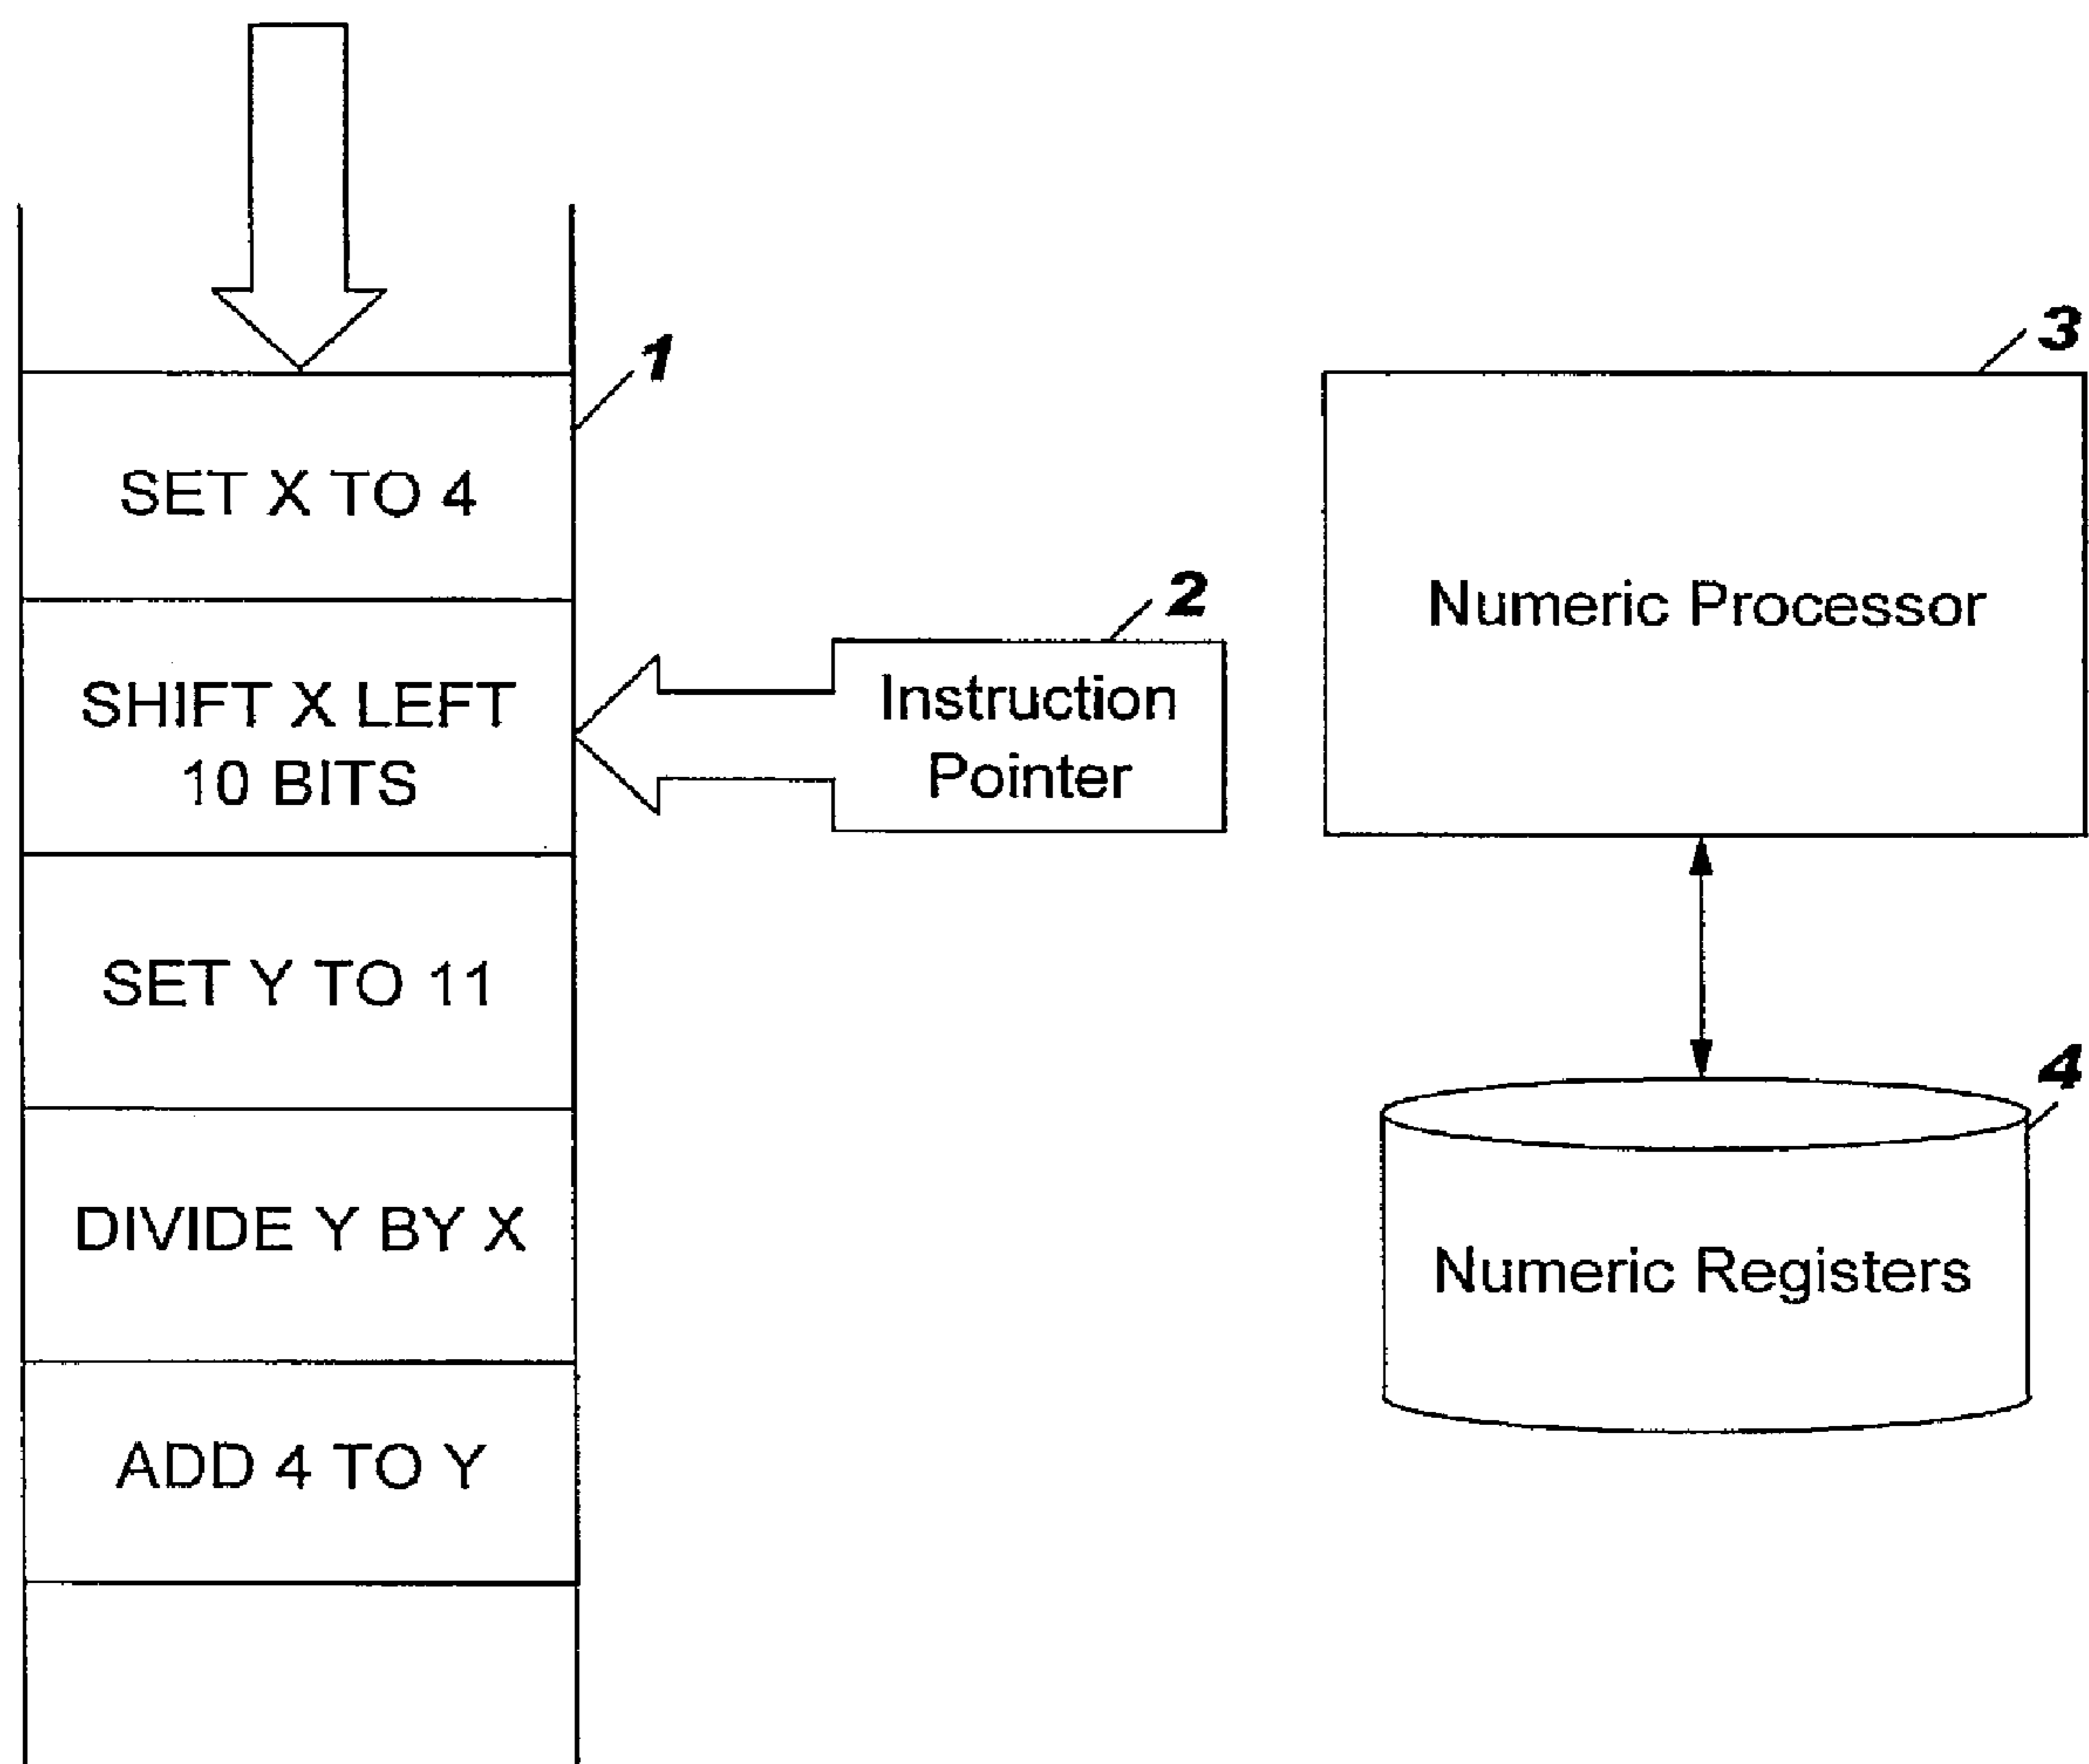 1
SET X TO 4
SHIFT X LEFT
10 BITS
SET Y TO 11
DIVIDE Y BY X
ADD 4 TO Y
2
Instruction
Pointer
3
Numeric Processor
4
Numeric Registers